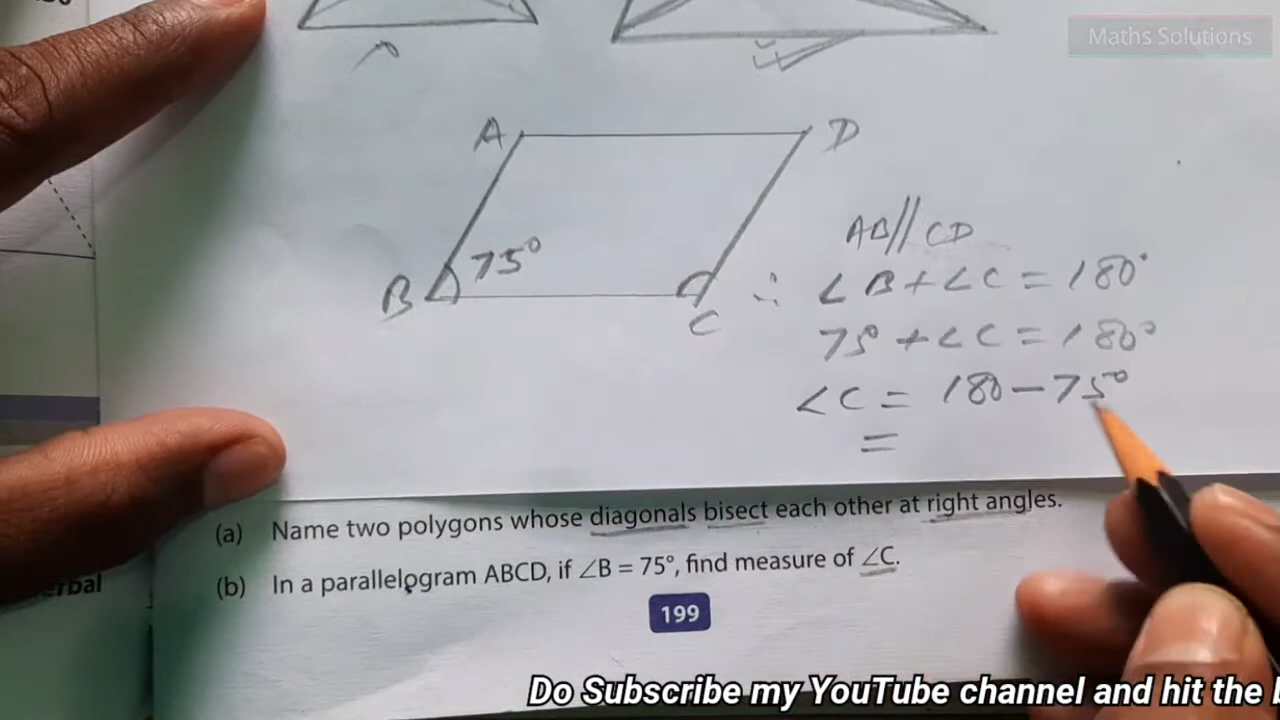 Maths Solutions
A D
AB//CD
75°
B C
∴ ∠B+∠C=180°
75°+∠C=180°
∠C = 180-75°
=
(a) Name two polygons whose diagonals bisect each other at right angles.
(b) In a parallelogram ABCD, if ∠B = 75°, find measure of ∠C.
erbal
199
Do Subscribe my YouTube channel and hit the